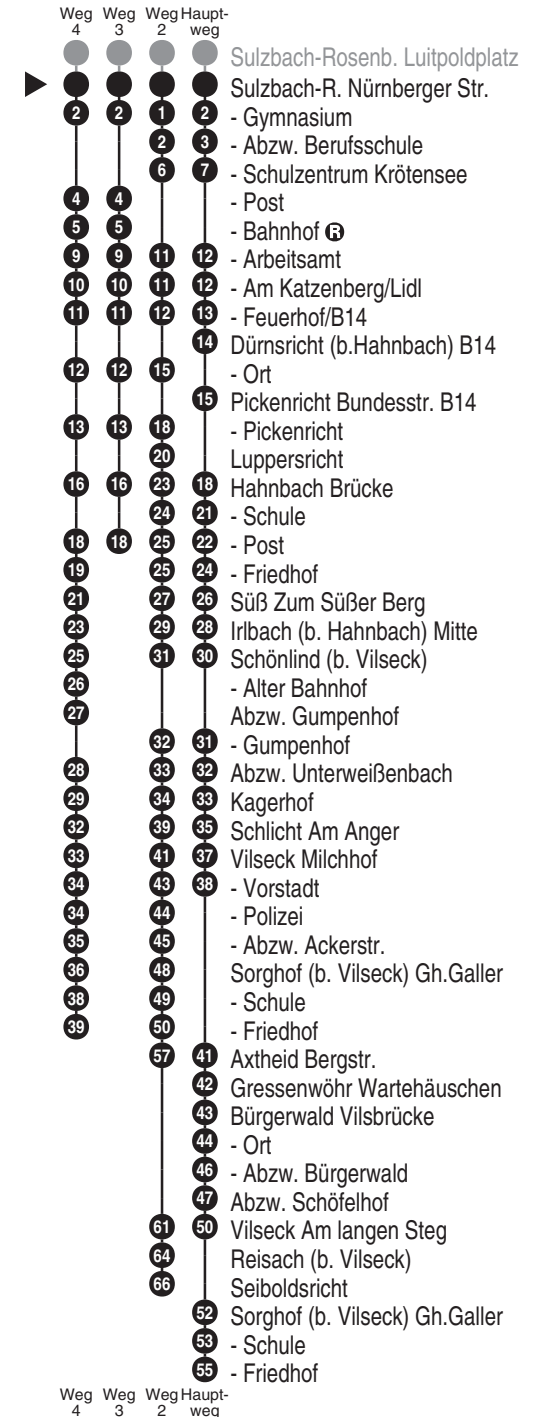 Weg Weg Weg Haupt-
4 3 2 weg
Sulzbach-Rosenb. Luitpoldplatz
Sulzbach-R. Nürnberger Str.
2 2 1 2 - Gymnasium
2 3 - Abzw. Berufsschule
6 7 - Schulzentrum Krötensee
4 4 - Post
5 5 - Bahnhof R
9 9 11 12 - Arbeitsamt
10 10 11 12 - Am Katzenberg/Lidl
11 11 12 13 - Feuerhof/B14
14 Dürnsricht (b.Hahnbach) B14
12 12 15 - Ort
15 Pickenricht Bundesstr. B14
13 13 18 - Pickenricht
20 Luppersricht
16 16 23 18 Hahnbach Brücke
24 21 - Schule
18 18 25 22 - Post
19 25 24 - Friedhof
21 27 26 Süß Zum Süßer Berg
23 29 28 Irlbach (b. Hahnbach) Mitte
25 31 30 Schönlind (b. Vilseck)
26 - Alter Bahnhof
27 Abzw. Gumpenhof
32 31 - Gumpenhof
28 33 32 Abzw. Unterweißenbach
29 34 33 Kagerhof
32 39 35 Schlicht Am Anger
33 41 37 Vilseck Milchhof
34 43 38 - Vorstadt
34 44 - Polizei
35 45 - Abzw. Ackerstr.
36 48 Sorghof (b. Vilseck) Gh.Galler
38 49 - Schule
39 50 - Friedhof
57 41 Axtheid Bergstr.
42 Gressenwöhr Wartehäuschen
43 Bürgerwald Vilsbrücke
44 - Ort
46 - Abzw. Bürgerwald
47 Abzw. Schöfelhof
61 50 Vilseck Am langen Steg
64 Reisach (b. Vilseck)
66 Seiboldsricht
52 Sorghof (b. Vilseck) Gh.Galler
53 - Schule
55 - Friedhof
Weg Weg Weg Haupt-
4 3 2 weg